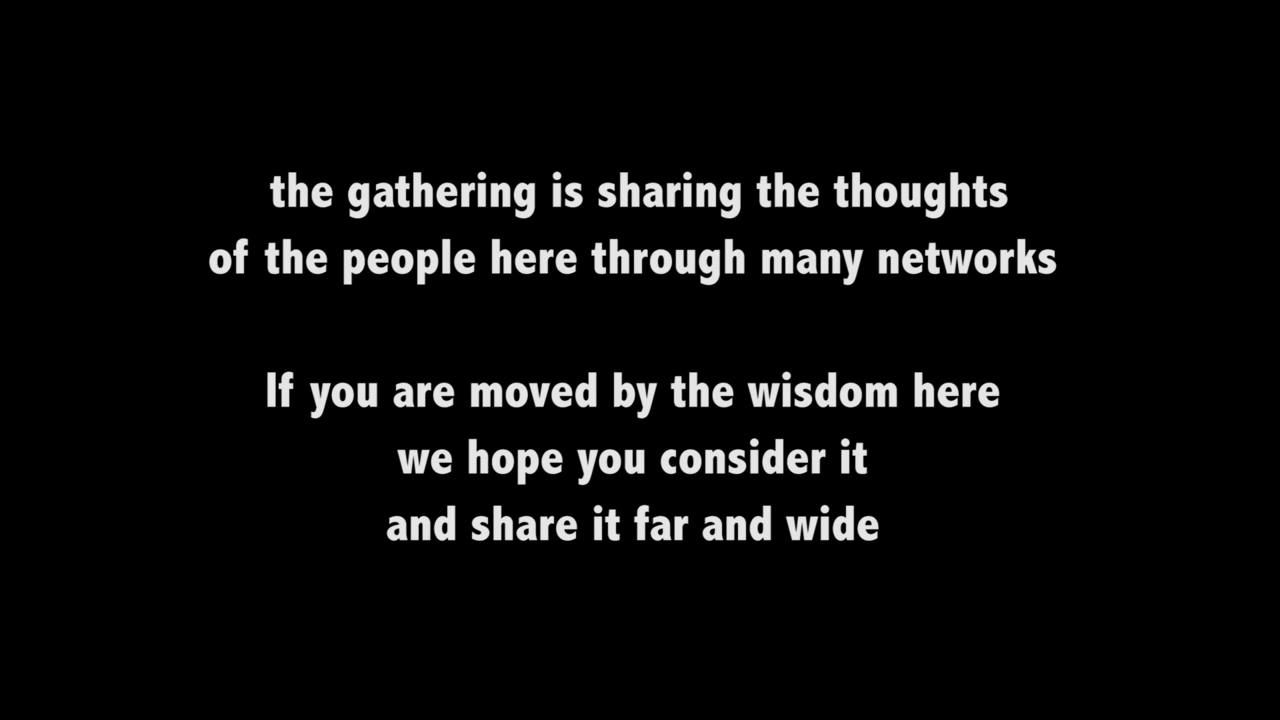 the gathering is sharing the thoughts
of the people here through many networks
If you are moved by the wisdom here
we hope you consider it
and share it far and wide